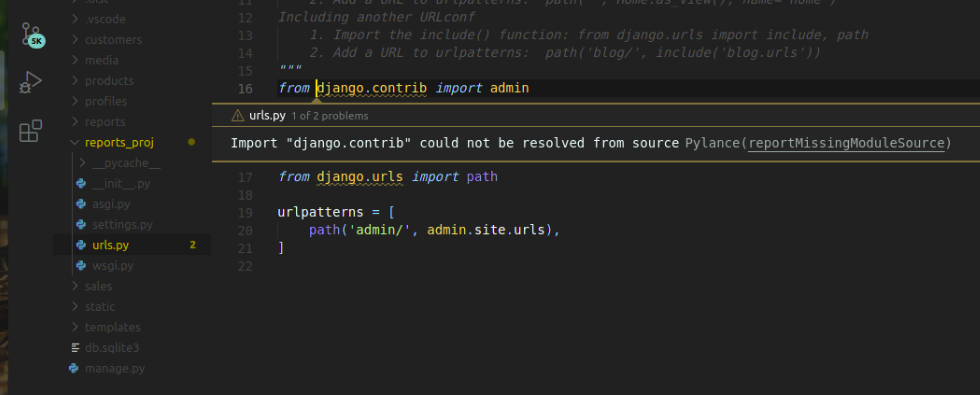 .dist
.vscode
customers
media
products
profiles
reports
reports_proj
__pycache__
__init__.py
asgi.py
settings.py
urls.py 2
wsgi.py
sales
static
templates
db.sqlite3
manage.py
5K
11 2. Add a URL to urlpatterns: path('', Home.as_view(), name='home')
12 Including another URLconf
13 1. Import the include() function: from django.urls import include, path
14 2. Add a URL to urlpatterns: path('blog/', include('blog.urls'))
15 """
16 from django.contrib import admin
urls.py 1 of 2 problems
Import "django.contrib" could not be resolved from source Pylance(reportMissingModuleSource)
17 from django.urls import path
18
19 urlpatterns = [
20 path('admin/', admin.site.urls),
21 ]
22